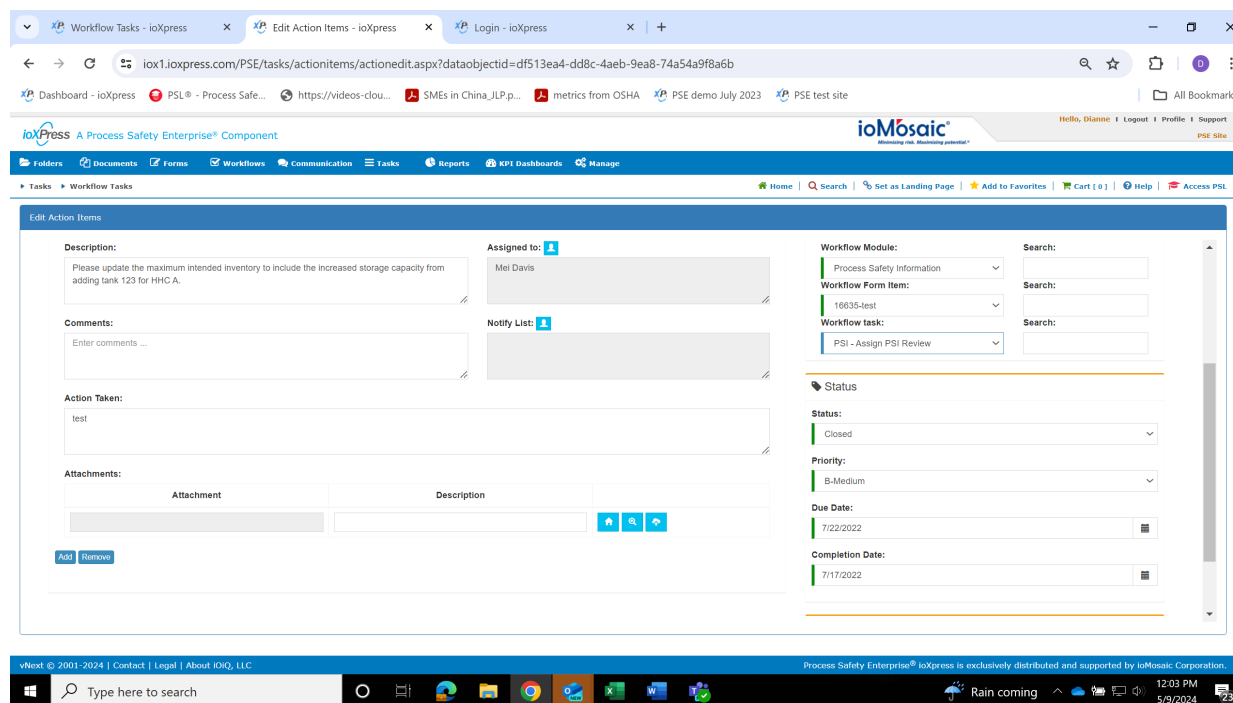 Workflow Tasks - ioXpress
Edit Action Items - ioXpress
Login - ioXpress
iox1.ioxpress.com/PSE/tasks/actionitems/actionedit.aspx?dataobjectid=df513ea4-dd8c-4aeb-9ea8-74a54a9f8a6b
D
Dashboard - ioXpress
PSL® - Process Safe...
https://videos-clou...
SMEs in China_JLP.p...
metrics from OSHA
PSE demo July 2023
PSE test site
All Bookmark
ioXPress A Process Safety Enterprise® Component
ioMosaic®
Minimizing risk. Maximizing potential.®
Hello, Dianne | Logout | Profile | Support
PSE Site
Folders Documents Forms Workflows Communication Tasks Reports KPI Dashboards Manage
Tasks Workflow Tasks
Home | Search | Set as Landing Page | Add to Favorites | Cart [ 0 ] | Help | Access PSL
Edit Action Items
Description:
Please update the maximum intended inventory to include the increased storage capacity from
adding tank 123 for HHC A.
Assigned to:
Mei Davis
Comments:
Enter comments ...
Notify List:
Action Taken:
test
Attachments:
Attachment Description
Add Remove
Workflow Module: Search:
Process Safety Information
Workflow Form Item: Search:
16635-test
Workflow task: Search:
PSI - Assign PSI Review
Status
Status:
Closed
Priority:
B-Medium
Due Date:
7/22/2022
Completion Date:
7/17/2022
vNext © 2001-2024 | Contact | Legal | About iOiQ, LLC
Process Safety Enterprise® ioXpress is exclusively distributed and supported by ioMosaic Corporation.
Type here to search
Rain coming
12:03 PM
5/9/2024
23